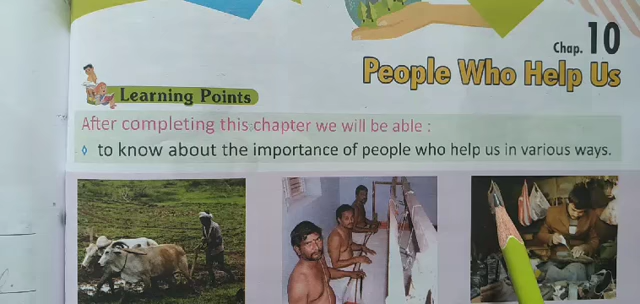 Chap. 10
People Who Help Us
Learning Points
After completing this chapter we will be able :
to know about the importance of people who help us in various ways.